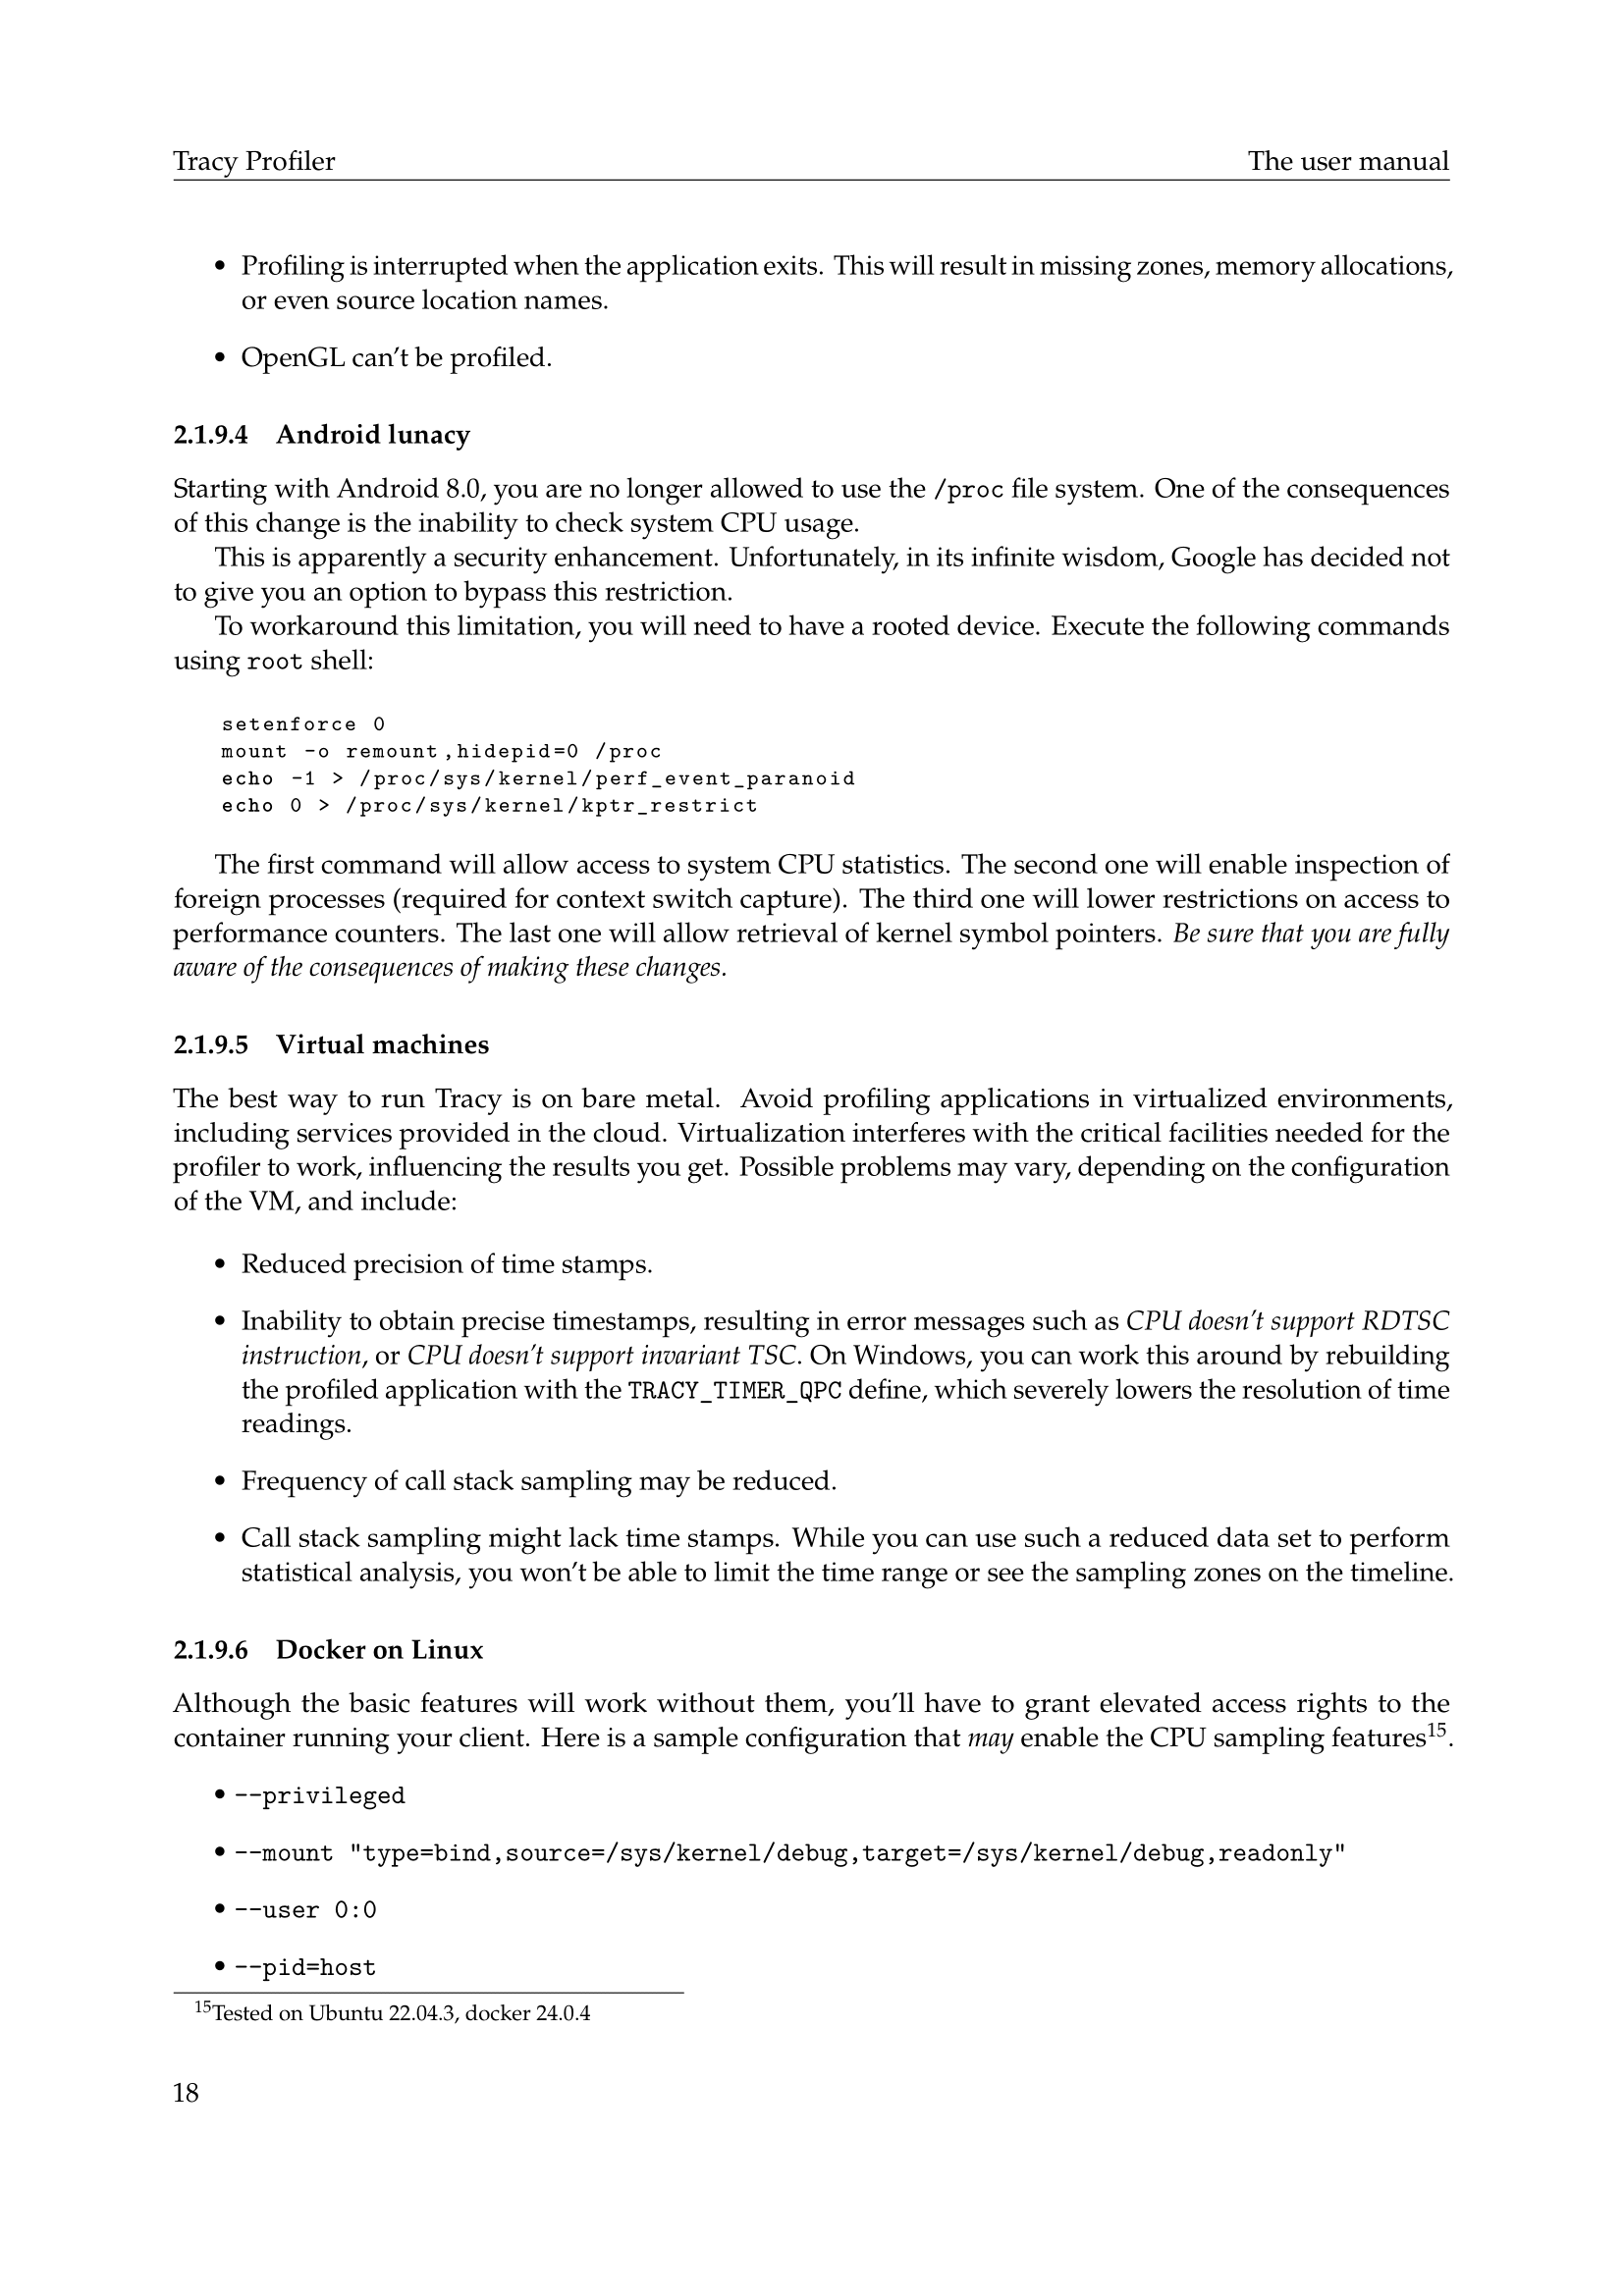 Tracy Profiler The user manual
• Profiling is interrupted when the application exits. This will result in missing zones, memory allocations,
or even source location names.
• OpenGL can't be profiled.
2.1.9.4 Android lunacy
Starting with Android 8.0, you are no longer allowed to use the /proc file system. One of the consequences
of this change is the inability to check system CPU usage.
This is apparently a security enhancement. Unfortunately, in its infinite wisdom, Google has decided not
to give you an option to bypass this restriction.
To workaround this limitation, you will need to have a rooted device. Execute the following commands
using root shell:
setenforce 0
mount -o remount,hidepid=0 /proc
echo -1 > /proc/sys/kernel/perf_event_paranoid
echo 0 > /proc/sys/kernel/kptr_restrict
The first command will allow access to system CPU statistics. The second one will enable inspection of
foreign processes (required for context switch capture). The third one will lower restrictions on access to
performance counters. The last one will allow retrieval of kernel symbol pointers. Be sure that you are fully
aware of the consequences of making these changes.
2.1.9.5 Virtual machines
The best way to run Tracy is on bare metal. Avoid profiling applications in virtualized environments,
including services provided in the cloud. Virtualization interferes with the critical facilities needed for the
profiler to work, influencing the results you get. Possible problems may vary, depending on the configuration
of the VM, and include:
• Reduced precision of time stamps.
• Inability to obtain precise timestamps, resulting in error messages such as CPU doesn't support RDTSC
instruction, or CPU doesn't support invariant TSC. On Windows, you can work this around by rebuilding
the profiled application with the TRACY_TIMER_QPC define, which severely lowers the resolution of time
readings.
• Frequency of call stack sampling may be reduced.
• Call stack sampling might lack time stamps. While you can use such a reduced data set to perform
statistical analysis, you won't be able to limit the time range or see the sampling zones on the timeline.
2.1.9.6 Docker on Linux
Although the basic features will work without them, you'll have to grant elevated access rights to the
container running your client. Here is a sample configuration that may enable the CPU sampling features15.
• --privileged
• --mount "type=bind,source=/sys/kernel/debug,target=/sys/kernel/debug,readonly"
• --user 0:0
• --pid=host
15Tested on Ubuntu 22.04.3, docker 24.0.4
18